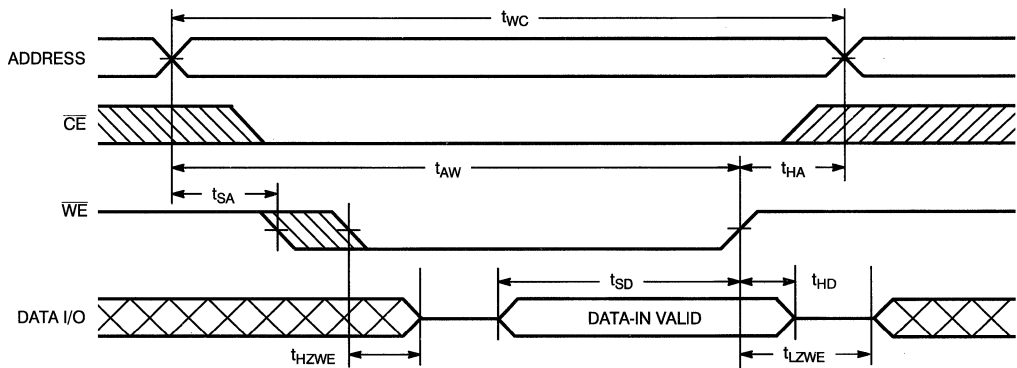 tWC
ADDRESS
CE
tAW
tHA
tSA
WE
tSD
tHD
DATA I/O
DATA-IN VALID
tHZWE
tLZWE